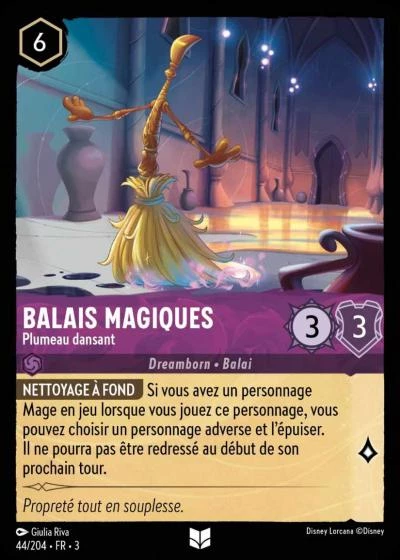 6
BALAIS MAGIQUES
Plumeau dansant
3
3
Dreamborn • Balai
NETTOYAGE À FOND Si vous avez un personnage
Mage en jeu lorsque vous jouez ce personnage, vous
pouvez choisir un personnage adverse et l'épuiser.
Il ne pourra pas être redressé au début de son
prochain tour.
Propreté tout en souplesse.
Giulia Riva
Disney Lorcana ©Disney
44/204 • FR • 3